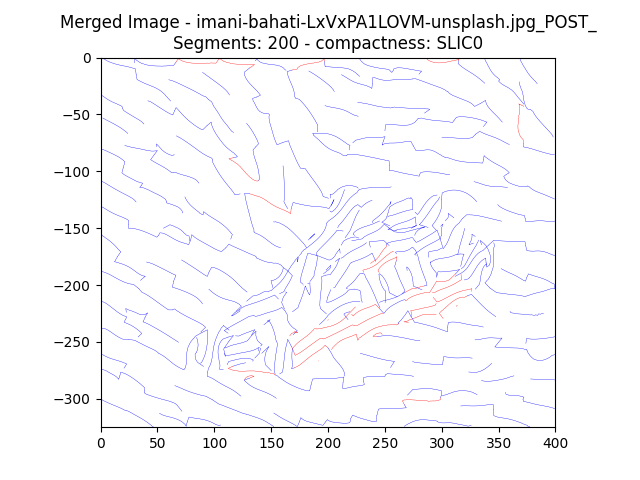 Merged Image - imani-bahati-LxVxPA1LOVM-unsplash.jpg_POST_
Segments: 200 - compactness: SLIC0
0
−50
−100
−150
−200
−250
−300
0 50 100 150 200 250 300 350 400